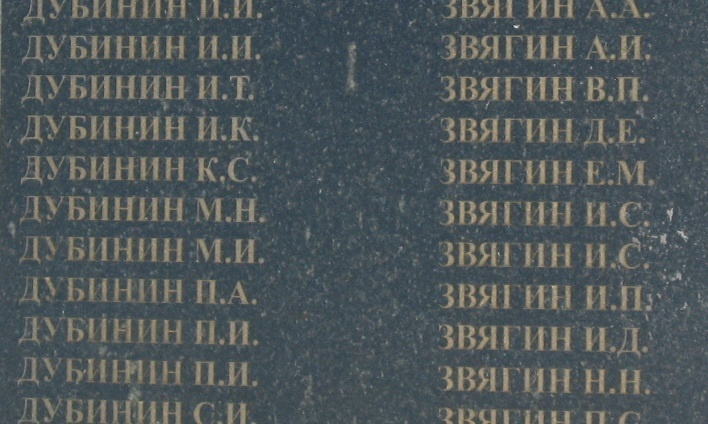 ДУБИНИН И.И.
ДУБИНИН И.И.
ДУБИНИН И.Т.
ДУБИНИН И.К.
ДУБИНИН К.С.
ДУБИНИН М.Н.
ДУБИНИН М.И.
ДУБИНИН П.А.
ДУБИНИН П.И.
ДУБИНИН П.И.
ДУБИНИН С.И.
ЗВЯГИН А.А.
ЗВЯГИН А.И.
ЗВЯГИН В.П.
ЗВЯГИН Д.Е.
ЗВЯГИН Е.М.
ЗВЯГИН И.С.
ЗВЯГИН И.С.
ЗВЯГИН И.П.
ЗВЯГИН И.Д.
ЗВЯГИН Н.Н.
ЗВЯГИН П.С.